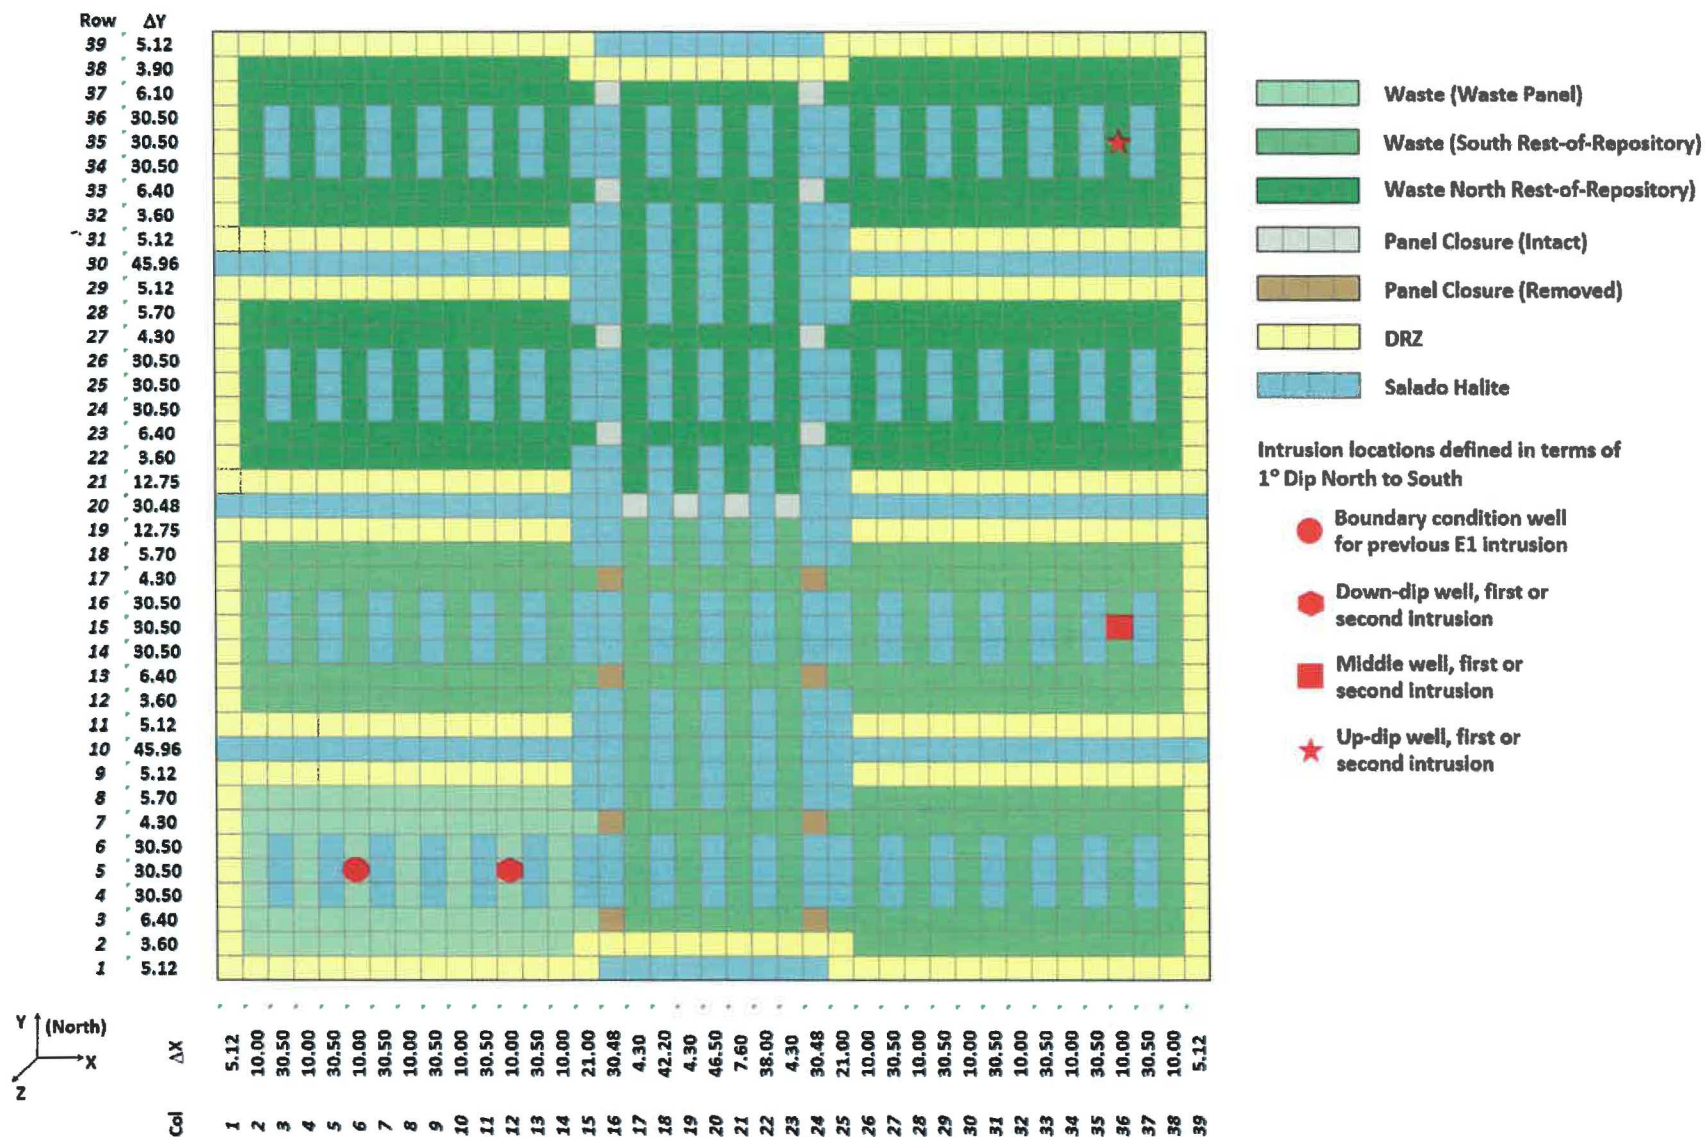 Row ΔY
39 5.12
38 3.90
37 6.10
36 30.50
35 30.50
34 30.50
33 6.40
32 3.60
31 5.12
30 45.96
29 5.12
28 5.70
27 4.30
26 30.50
25 30.50
24 30.50
23 6.40
22 3.60
21 12.75
20 30.48
19 12.75
18 5.70
17 4.30
16 30.50
15 30.50
14 30.50
13 6.40
12 3.60
11 5.12
10 45.96
9 5.12
8 5.70
7 4.30
6 30.50
5 30.50
4 30.50
3 6.40
2 3.60
1 5.12
Waste (Waste Panel)
Waste (South Rest-of-Repository)
Waste North Rest-of-Repository)
Panel Closure (Intact)
Panel Closure (Removed)
DRZ
Salado Halite
Intrusion locations defined in terms of
1° Dip North to South
Boundary condition well
for previous E1 intrusion
Down-dip well, first or
second intrusion
Middle well, first or
second intrusion
Up-dip well, first or
second intrusion
Y (North)
X
Z
ΔX 5.12 10.00 30.50 10.00 30.50 10.00 30.50 10.00 30.50 10.00 30.50 10.00 30.50 10.00 21.00 30.48 4.30 42.20 4.30 46.50 7.60 38.00 4.30 30.48 21.00 10.00 30.50 10.00 30.50 10.00 30.50 10.00 30.50 10.00 30.50 10.00 30.50 10.00 5.12
Col 1 2 3 4 5 6 7 8 9 10 11 12 13 14 15 16 17 18 19 20 21 22 23 24 25 26 27 28 29 30 31 32 33 34 35 36 37 38 39